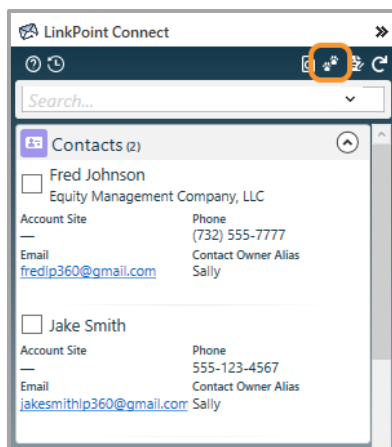 LinkPoint Connect
Search...
Contacts (2)
Fred Johnson
Equity Management Company, LLC
Account Site Phone
— (732) 555-7777
Email Contact Owner Alias
fredlp360@gmail.com Sally
Jake Smith
Account Site Phone
— 555-123-4567
Email Contact Owner Alias
jakesmithlp360@gmail.com Sally